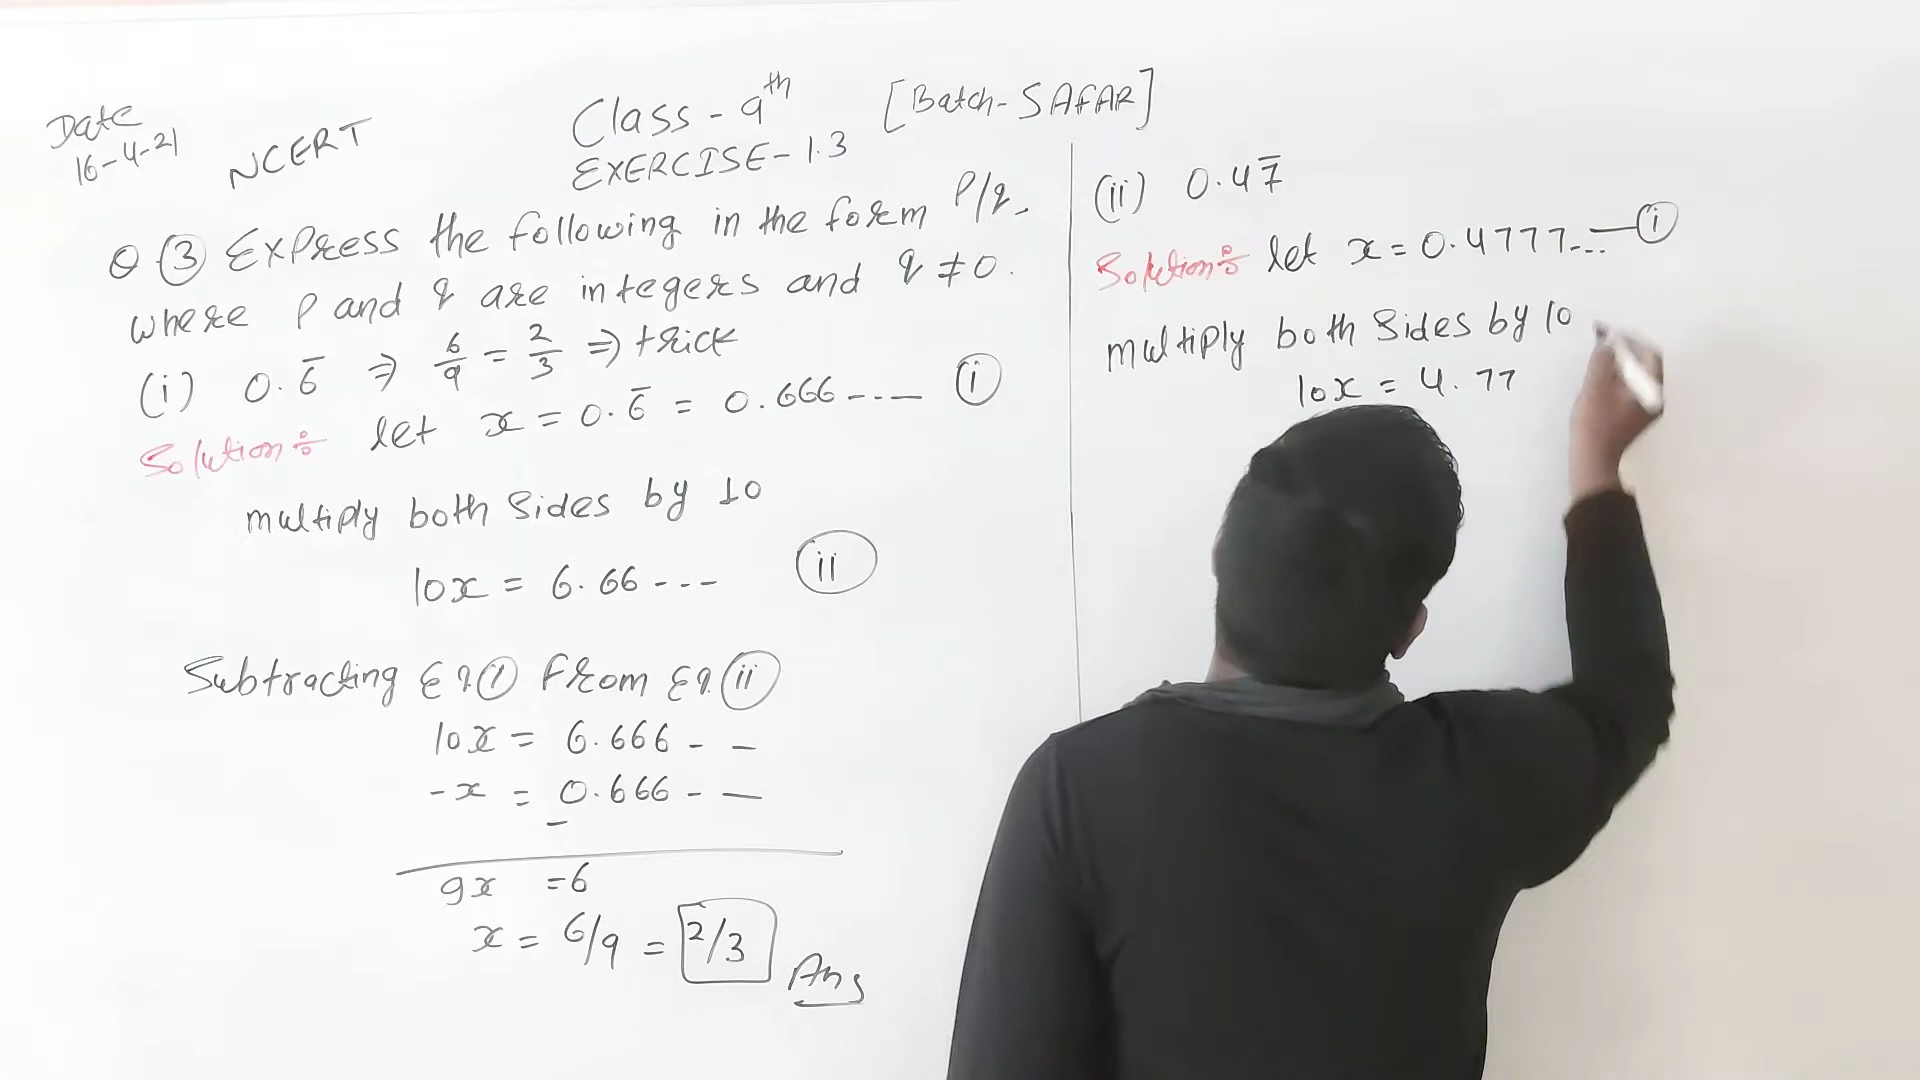 Date
16-4-21
NCERT
Class-9th [Batch-SAFAR]
EXERCISE-1.3
Q ③ Express the following in the form P/q.
where P and q are integers and q ≠ 0.
(i) 0.6̄ ⇒ 6/9 = 2/3 ⇒ trick
Solution÷ let x = 0.6̄ = 0.666---— (i)
multiply both sides by 10
10x = 6.66--- (ii)
Subtracting Eq.(i) from Eq.(ii)
10x = 6.666- —
-x = 0.666- —
–
9x =6
x = 6/9 = 2/3 Ans
(ii) 0.47̄
Solution÷ let x = 0.4777...—(i)
multiply both sides by 10
10x = 4.77